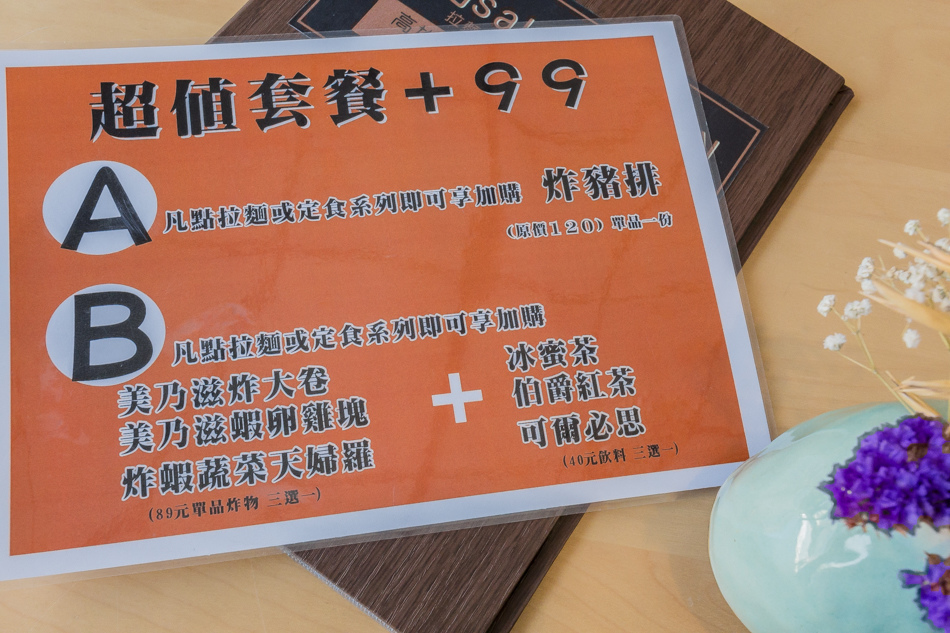 超値套餐+99
A 凡點拉麵或定食系列即可享加購 炸豬排
(原價120) 單品一份
B 凡點拉麵或定食系列即可享加購
美乃滋炸大卷
美乃滋蝦卵雞塊
炸蝦蔬菜天婦羅
(89元單品炸物 三選一)
+
冰蜜茶
伯爵紅茶
可爾必思
(40元飲料 三選一)